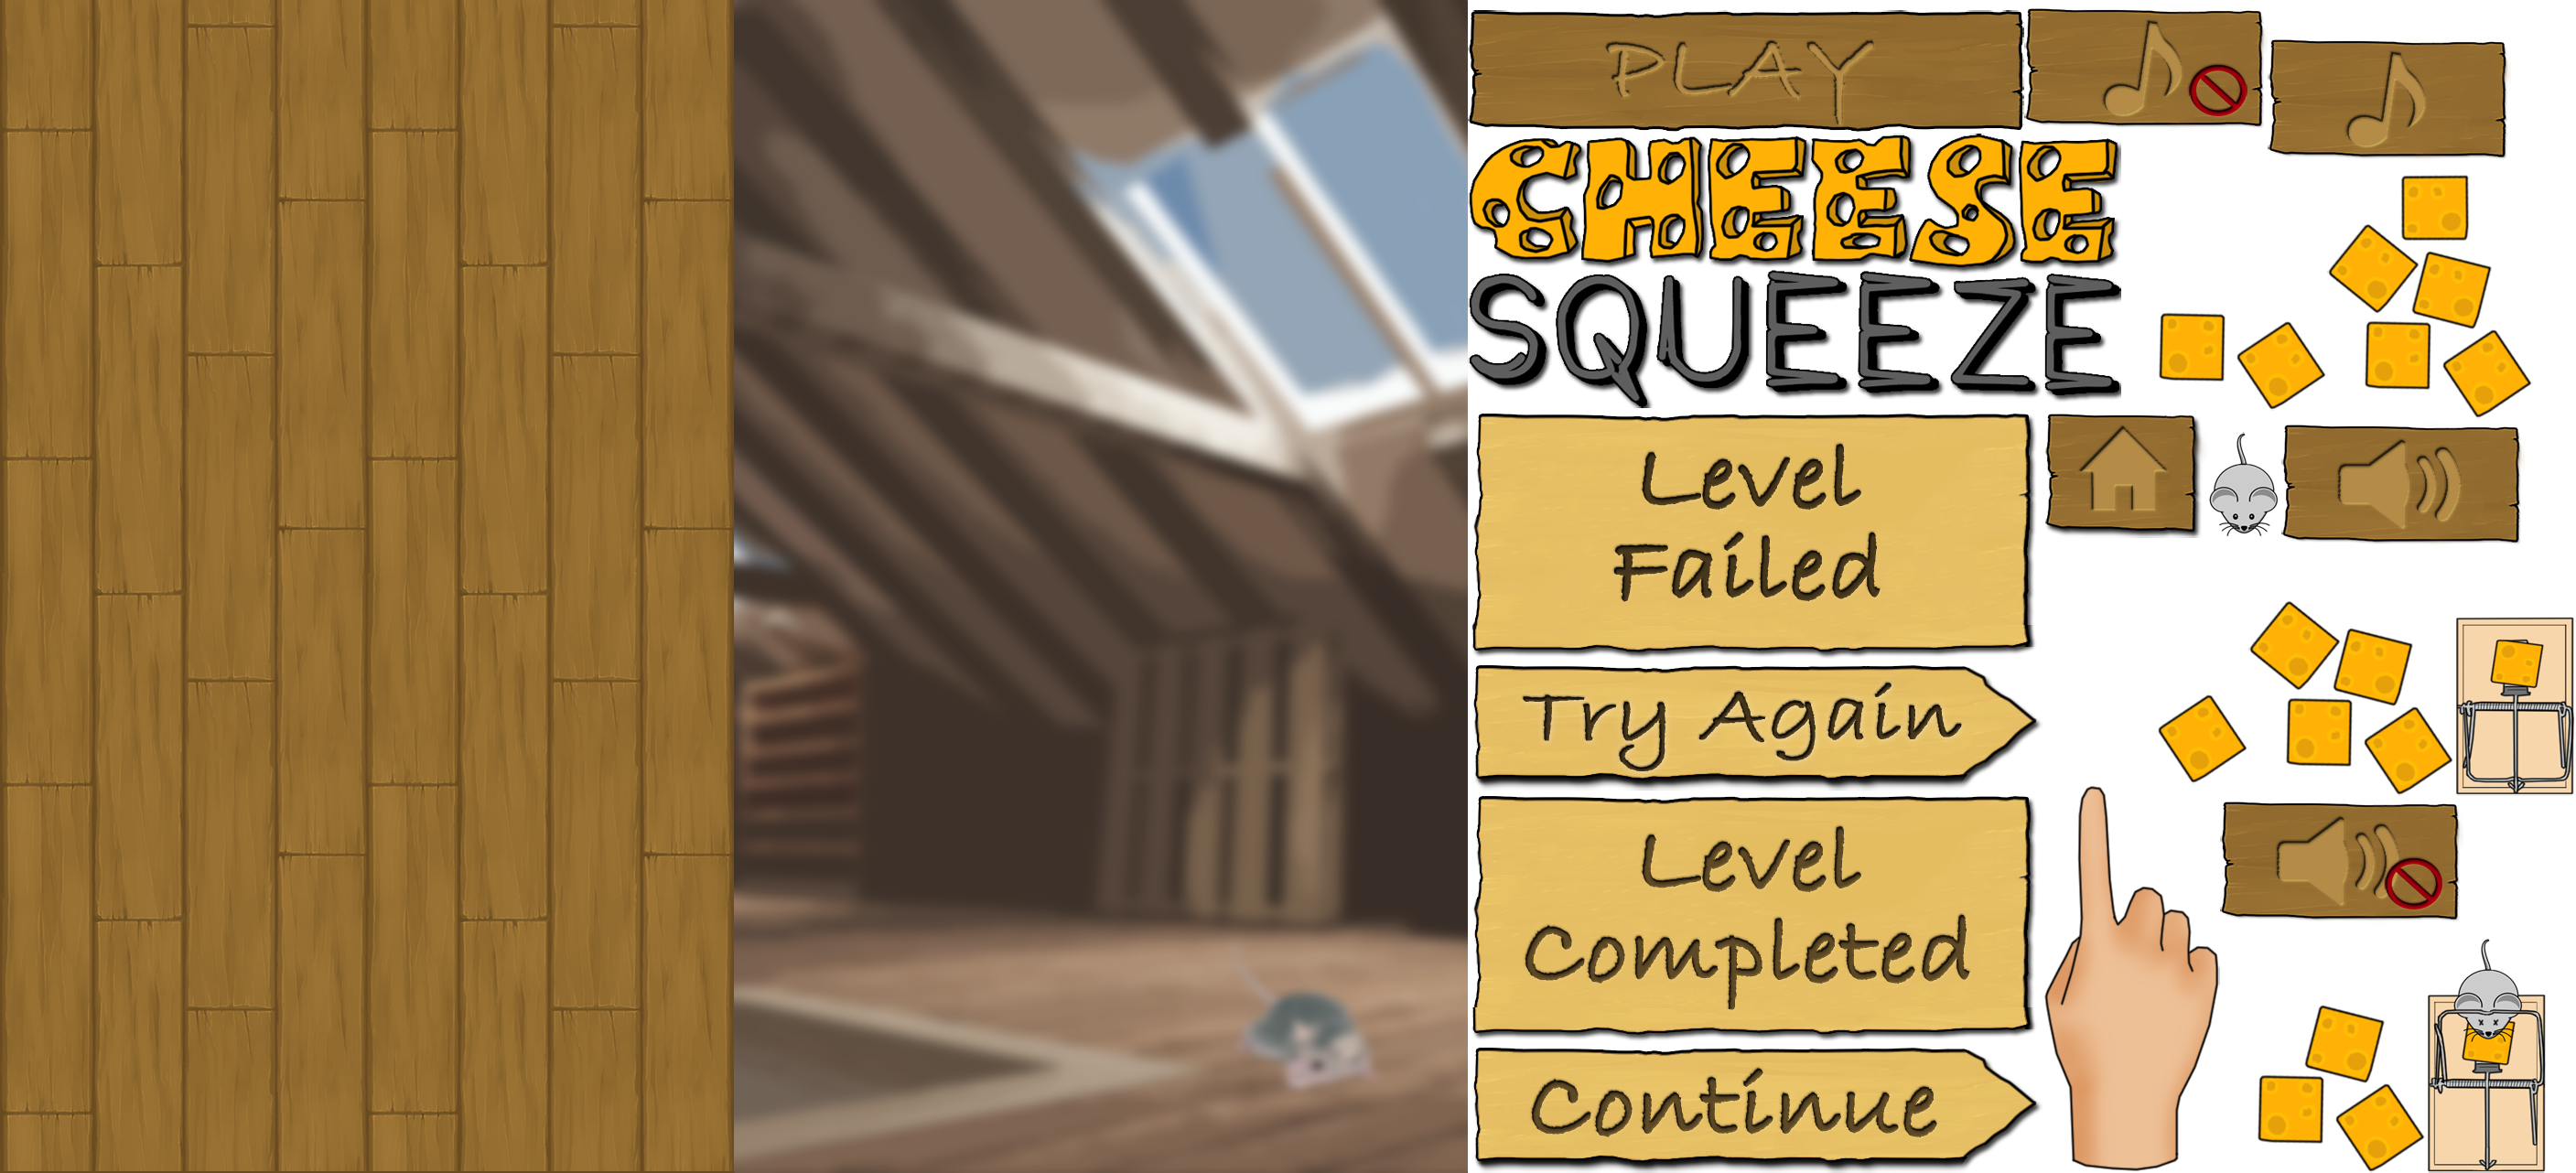 PLAY
CHEESE
SQUEEZE
Level
Failed
Try Again
Level
Completed
Continue